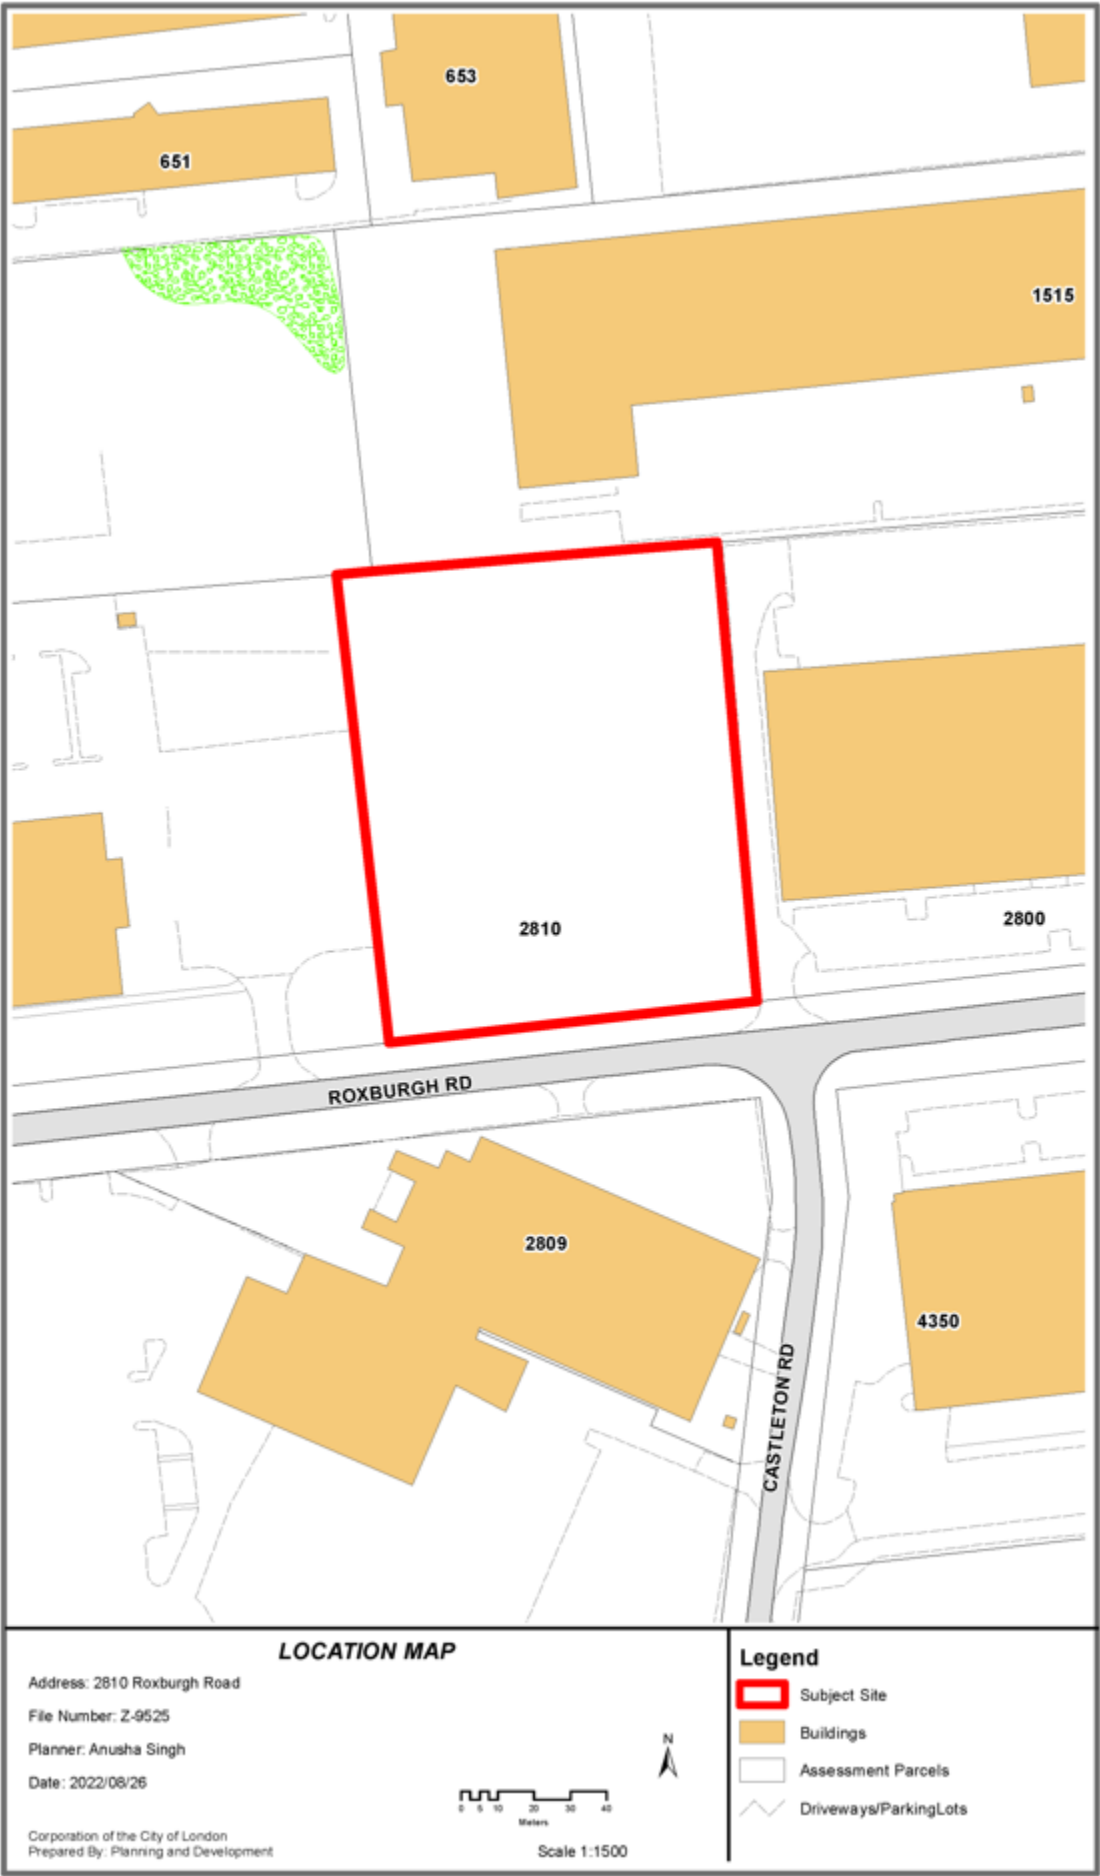 653
651
1515
2810
2800
ROXBURGH RD
2809
4350
CASTLETON RD
LOCATION MAP
Address: 2810 Roxburgh Road
File Number: Z-9525
Planner: Anusha Singh
Date: 2022/08/26
Corporation of the City of London
Prepared By: Planning and Development
N
0 5 10 20 30 40
Meters
Scale 1:1500
Legend
Subject Site
Buildings
Assessment Parcels
Driveways/ParkingLots